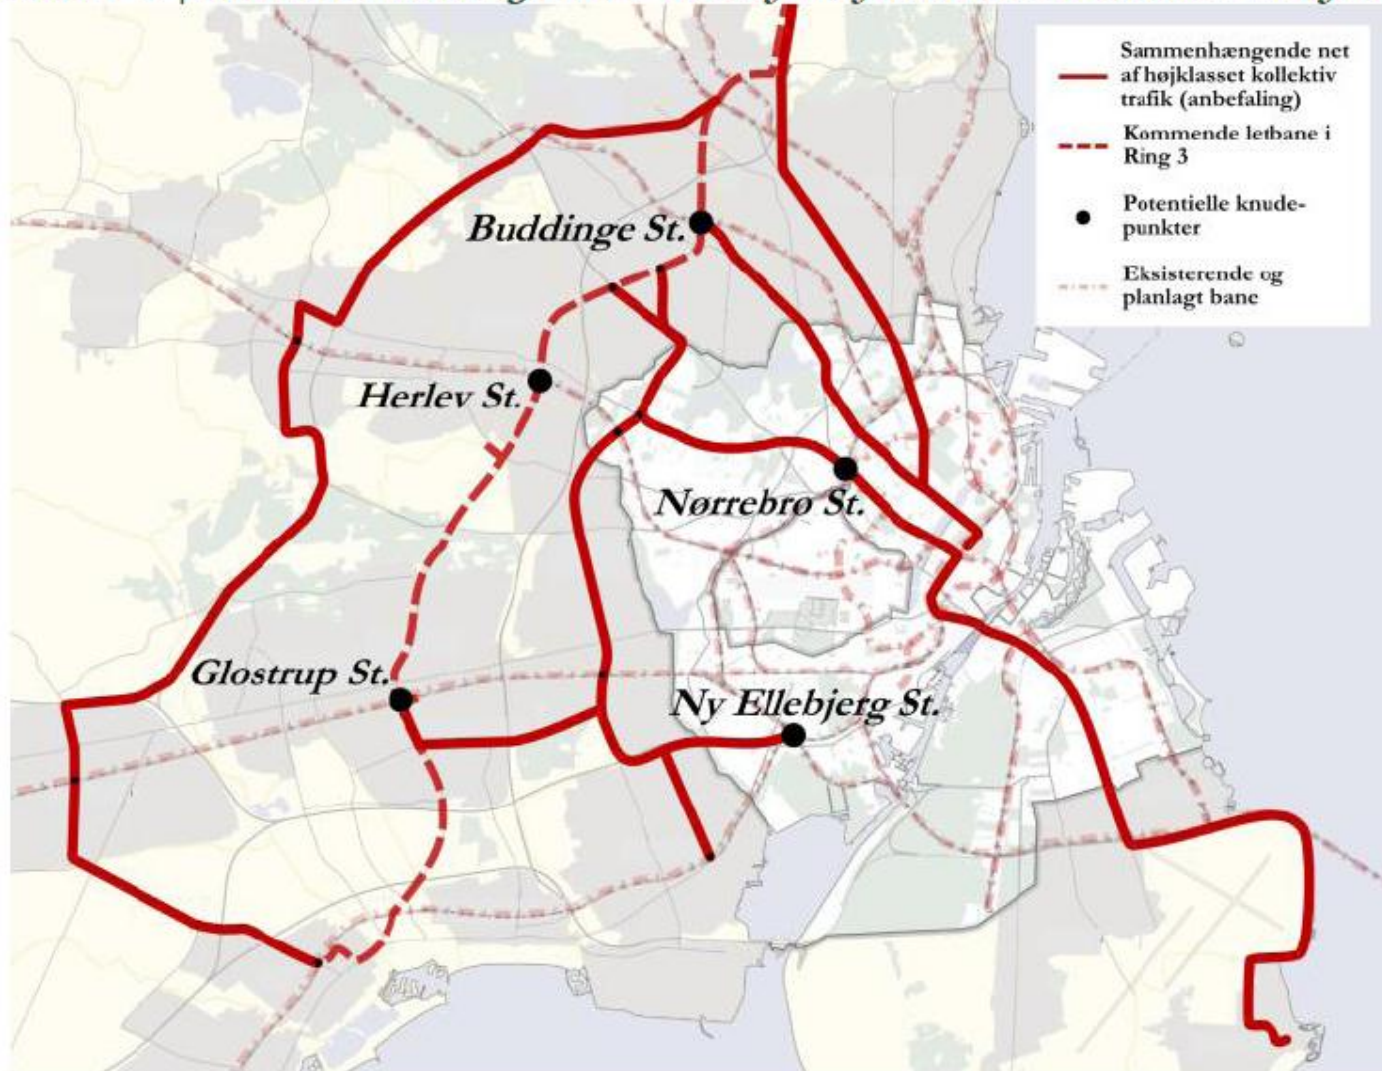 Sammenhængende net
af højklasset kollektiv
trafik (anbefaling)
Kommende letbane i
Ring 3
Potentielle knude-
punkter
Eksisterende og
planlagt bane
Buddinge St.
Herlev St.
Nørrebro St.
Glostrup St.
Ny Ellebjerg St.